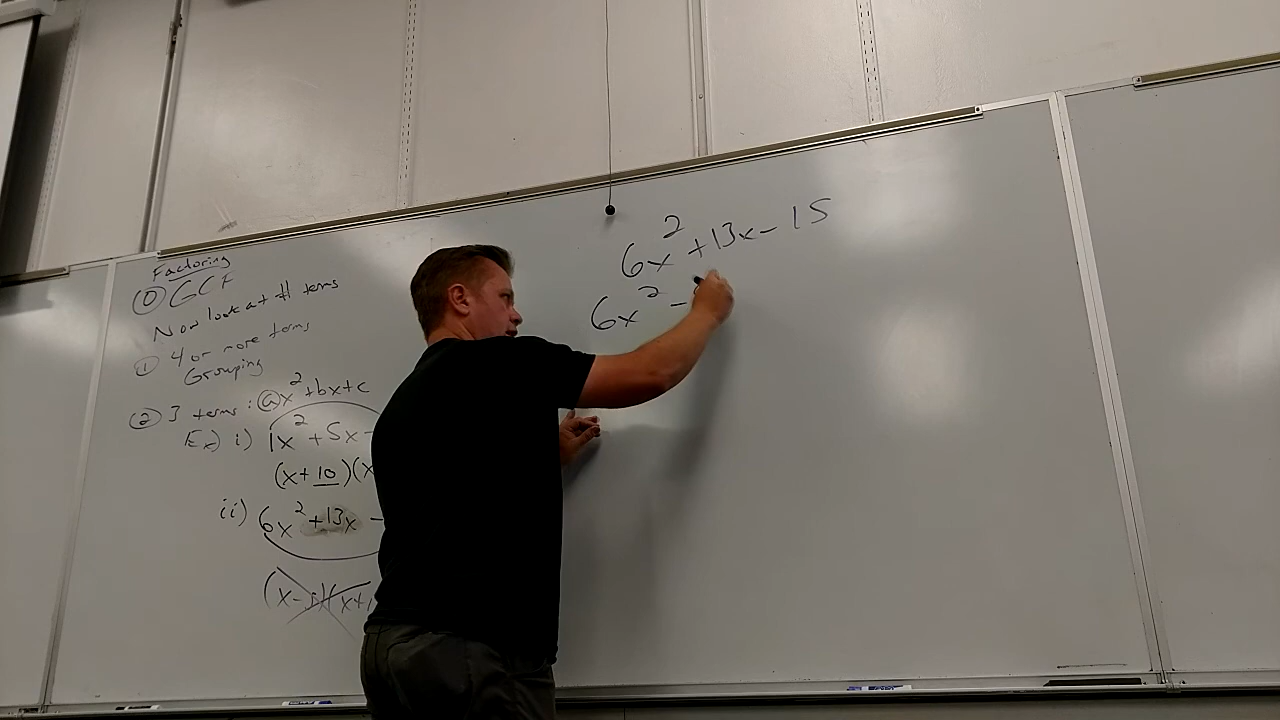 Factoring
⓪ GCF
Now look at # terms
① 4 or more terms
Grouping
② 3 terms: ax² + bx + c
Ex) i) 1x² + 5x -
(x + 10)(x
ii) 6x² + 13x -
6x² + 13x - 15
6x² -